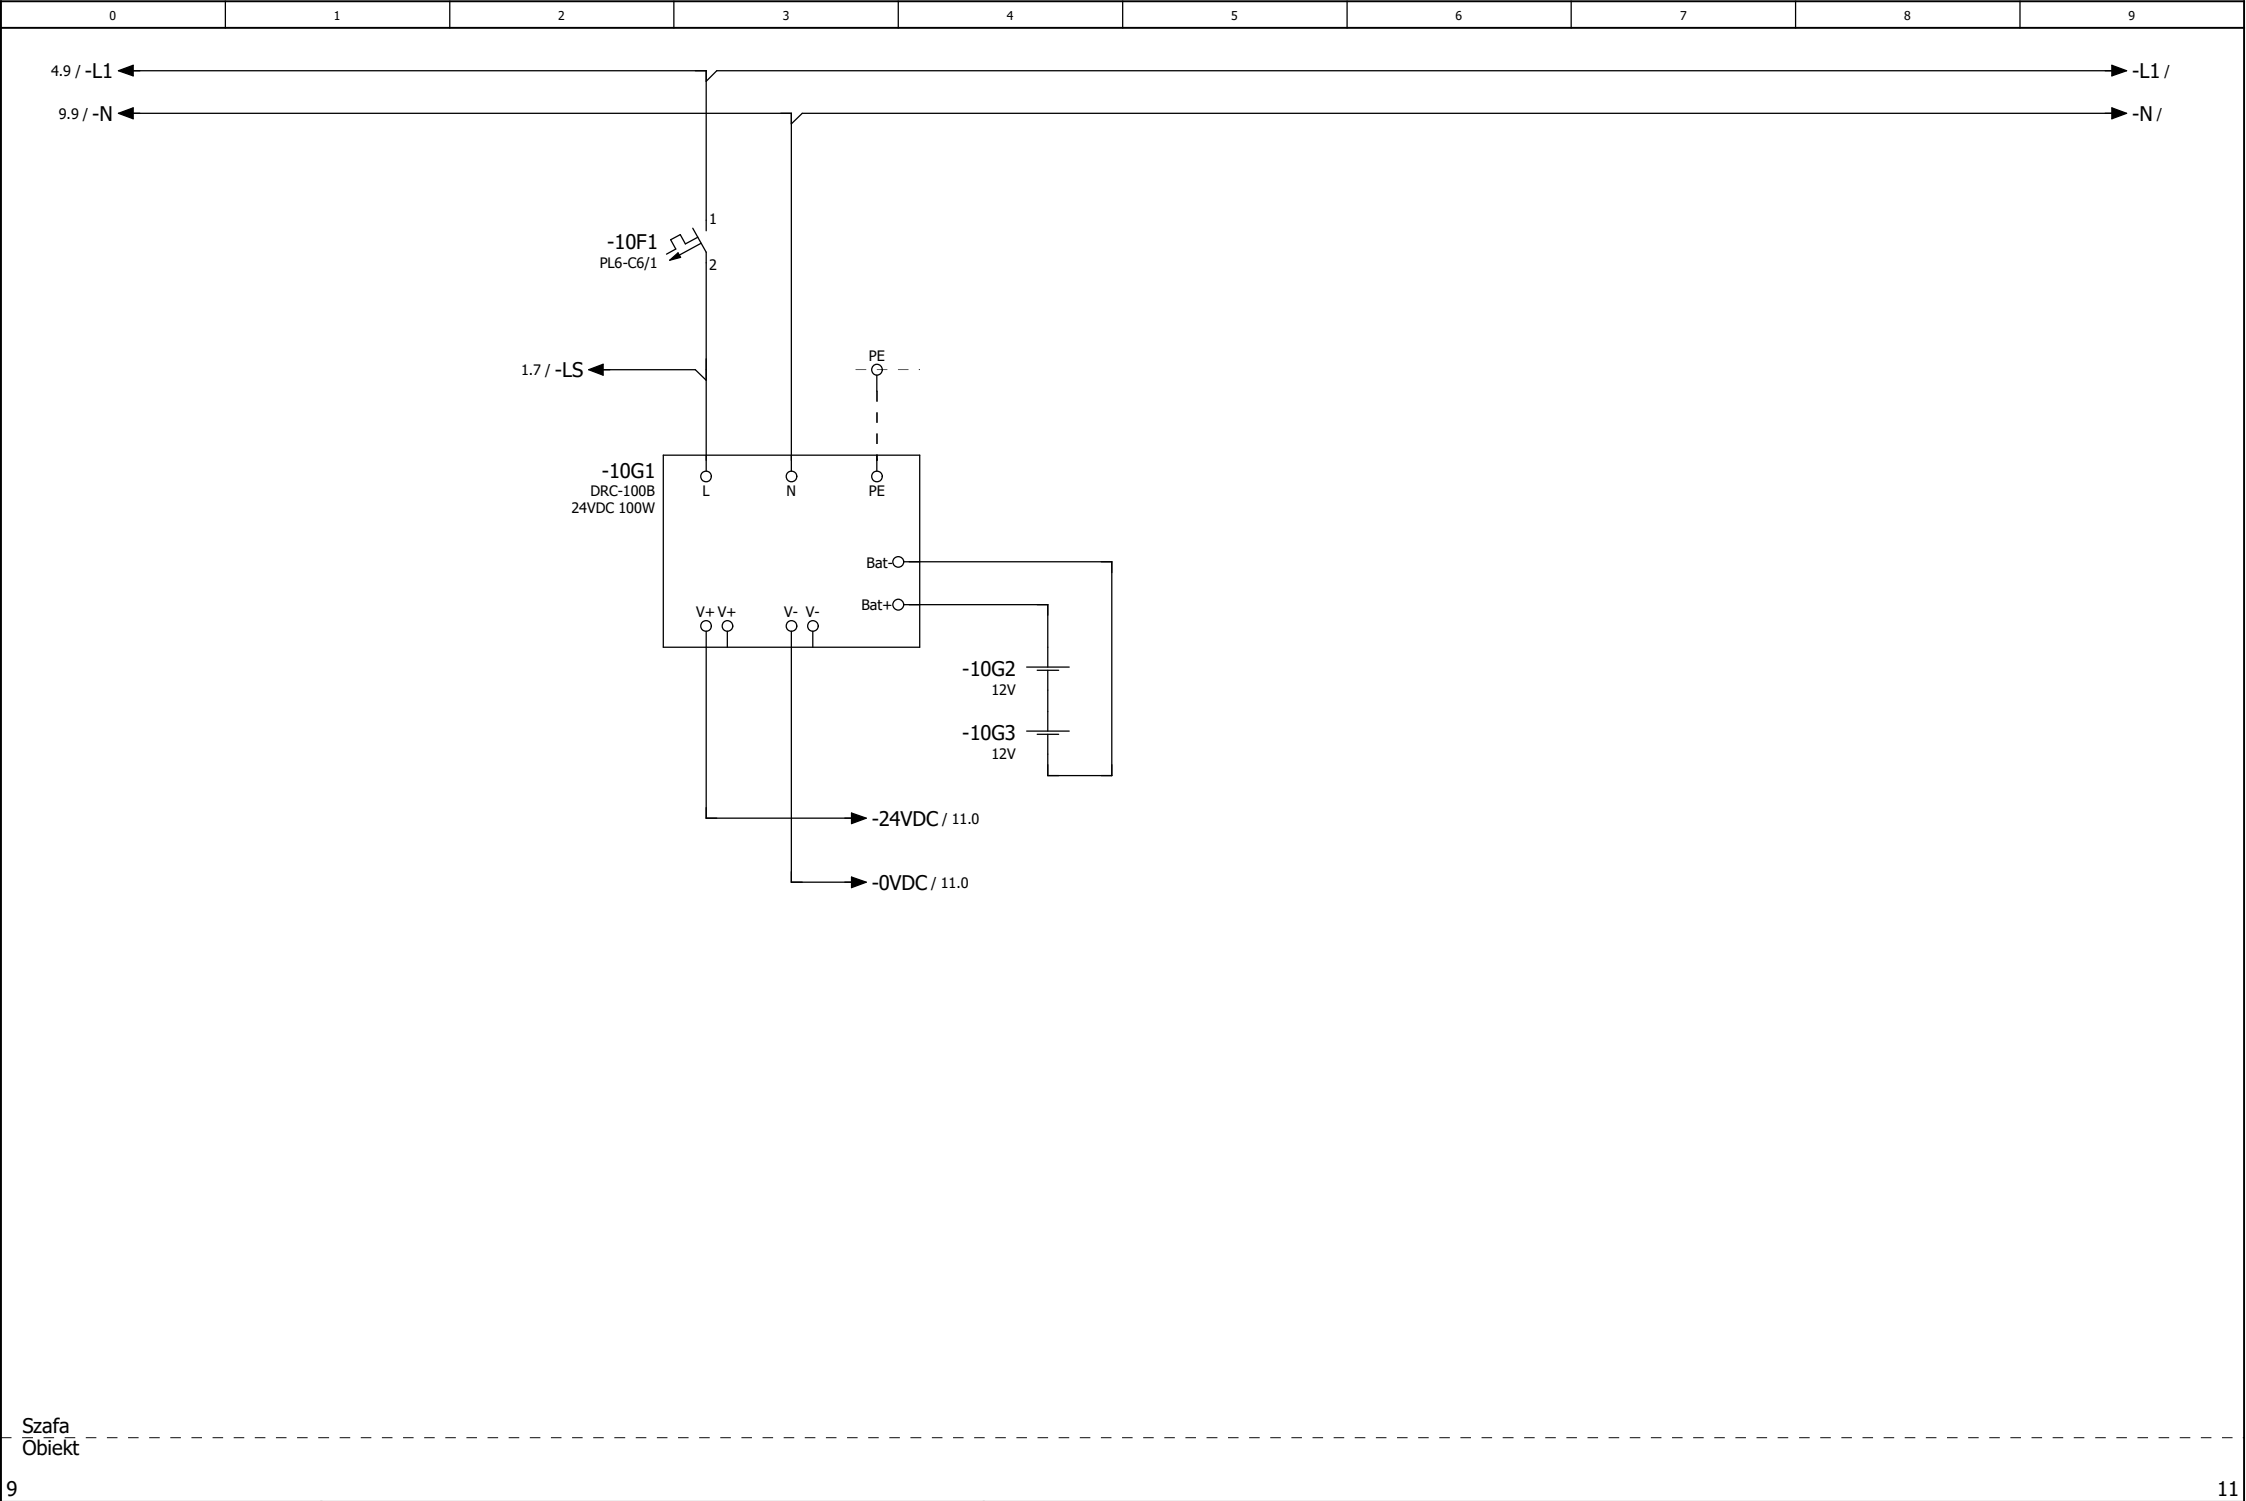 0 1 2 3 4 5 6 7 8 9
4.9 / -L1
-L1 /
9.9 / -N
-N /
1
-10F1
PL6-C6/1
2
PE
1.7 / -LS
-10G1
DRC-100B
24VDC 100W
L N PE
Bat-
Bat+
V+ V+ V- V-
-10G2
12V
-10G3
12V
-24VDC / 11.0
-0VDC / 11.0
Szafa
Obiekt
9
11